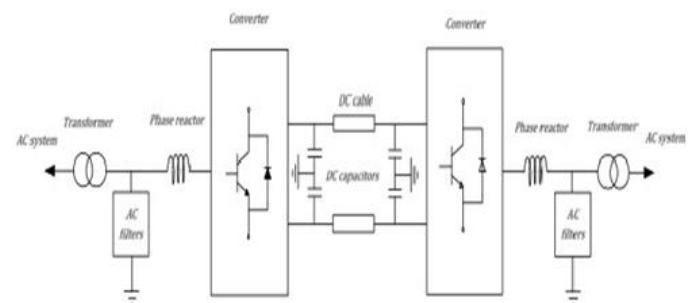 Converter
Converter
DC cable
Transformer
Phase reactor
Phase reactor
Transformer
AC system
AC system
DC capacitors
AC
filters
AC
filters